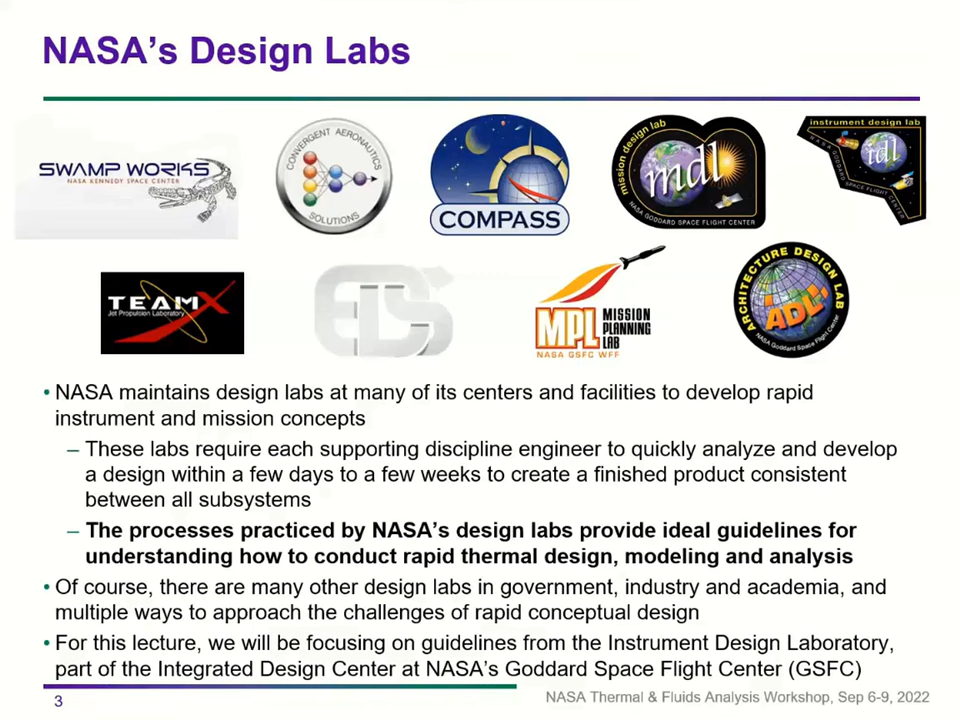 NASA's Design Labs
SWAMP WORKS
NASA KENNEDY SPACE CENTER
CONVERGENT AERONAUTICS
SOLUTIONS
COMPASS
mission design lab
mdl
NASA GODDARD SPACE FLIGHT CENTER
instrument design lab
idl
NASA GODDARD SPACE FLIGHT CENTER
TEAMX
Jet Propulsion Laboratory
EDS
MPL MISSION
PLANNING
LAB
NASA GSFC WFF
ARCHITECTURE DESIGN LAB
ADL
NASA Goddard Space Flight Center
• NASA maintains design labs at many of its centers and facilities to develop rapid
instrument and mission concepts
– These labs require each supporting discipline engineer to quickly analyze and develop
a design within a few days to a few weeks to create a finished product consistent
between all subsystems
– The processes practiced by NASA's design labs provide ideal guidelines for
understanding how to conduct rapid thermal design, modeling and analysis
• Of course, there are many other design labs in government, industry and academia, and
multiple ways to approach the challenges of rapid conceptual design
• For this lecture, we will be focusing on guidelines from the Instrument Design Laboratory,
part of the Integrated Design Center at NASA's Goddard Space Flight Center (GSFC)
3
NASA Thermal & Fluids Analysis Workshop, Sep 6-9, 2022